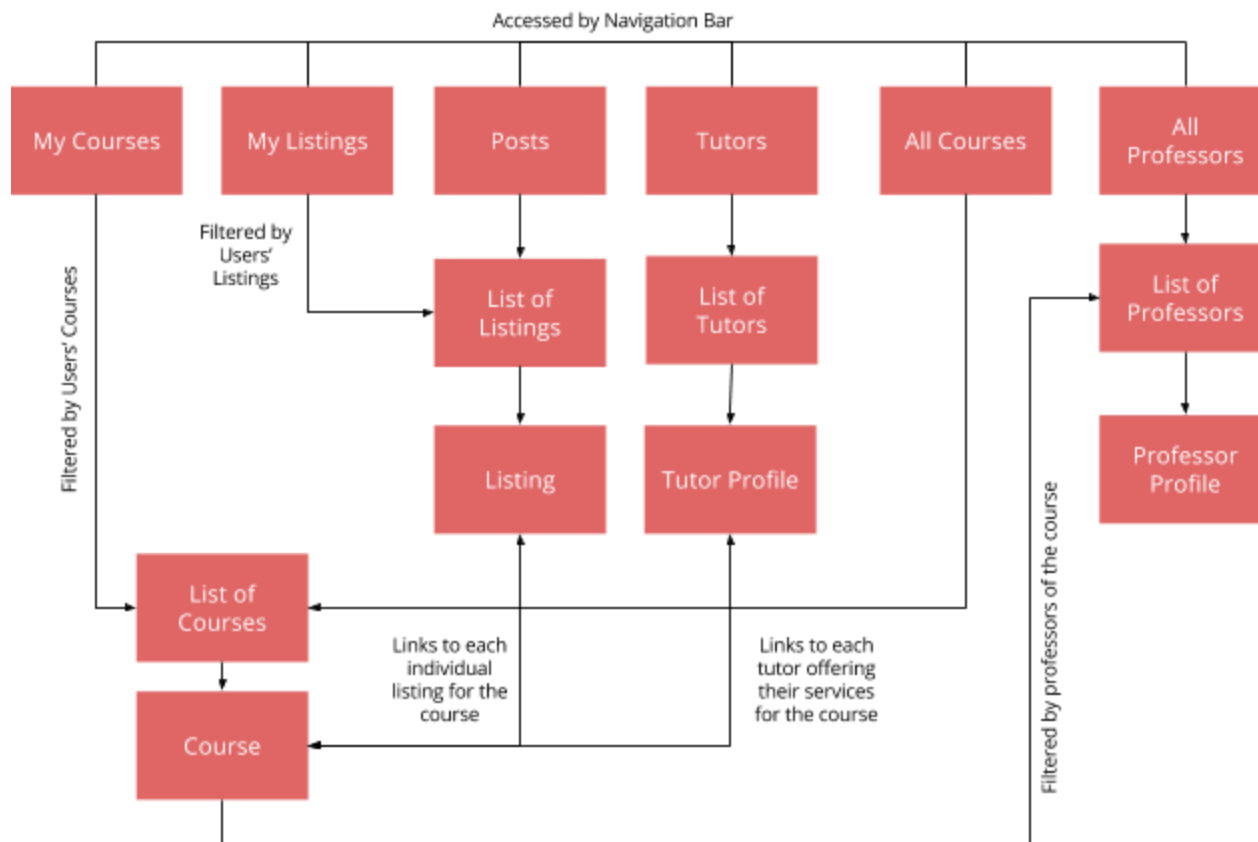 Accessed by Navigation Bar
My Courses
My Listings
Posts
Tutors
All Courses
All
Professors
Filtered by
Users'
Listings
Filtered by Users' Courses
List of
Listings
List of
Tutors
List of
Professors
Listing
Tutor Profile
Professor
Profile
Filtered by professors of the course
List of
Courses
Links to each
individual
listing for the
course
Links to each
tutor offering
their services
for the course
Course